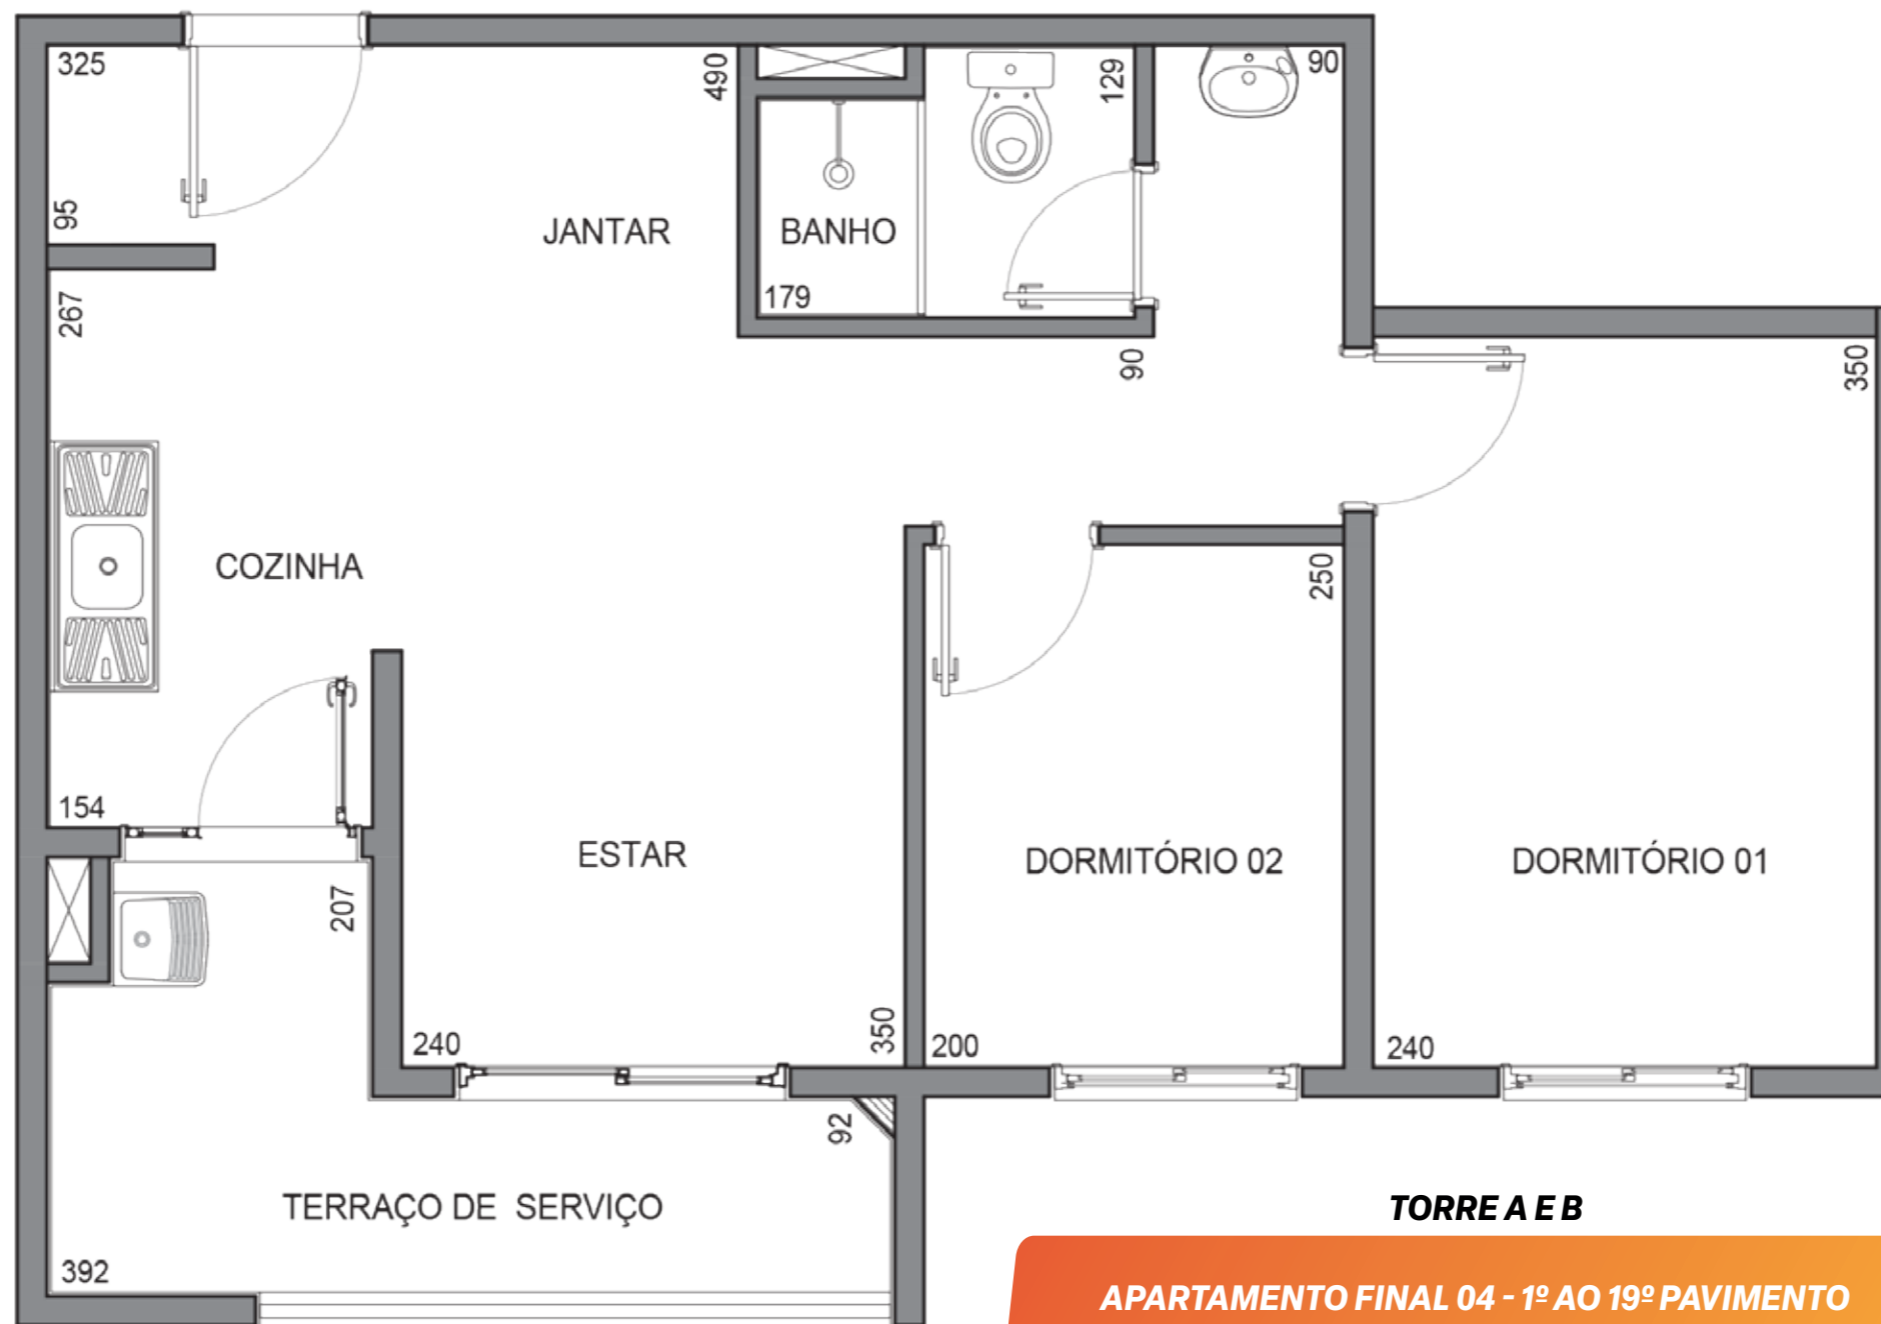 325
490
129
90
95
JANTAR
BANHO
179
267
90
350
COZINHA
250
154
207
ESTAR
DORMITÓRIO 02
DORMITÓRIO 01
240
350
200
240
92
TERRAÇO DE SERVIÇO
392
TORRE A E B
APARTAMENTO FINAL 04 - 1º AO 19º PAVIMENTO